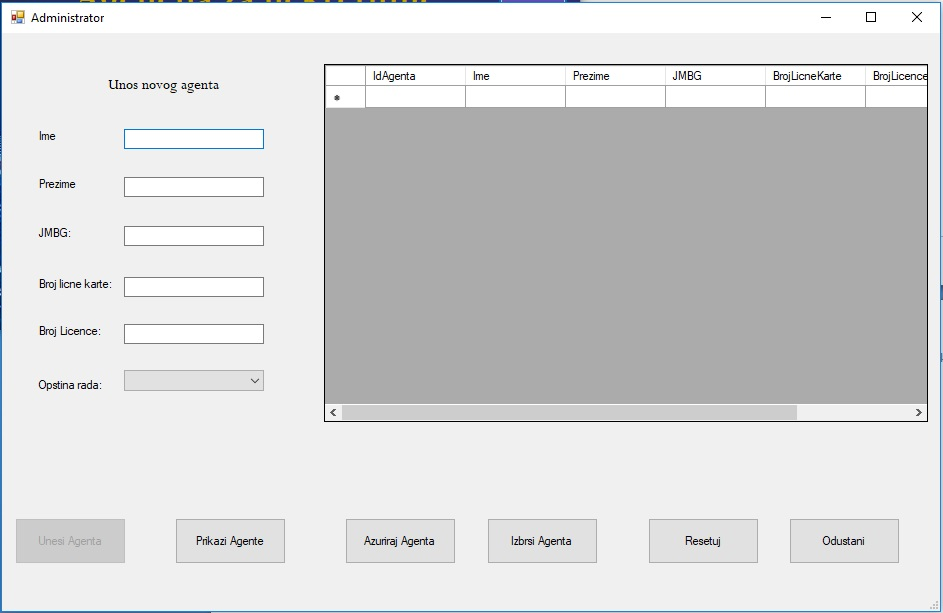 Administrator
Unos novog agenta
IdAgenta Ime Prezime JMBG BrojLicneKarte BrojLicence
Ime
Prezime
JMBG:
Broj licne karte:
Broj Licence:
Opstina rada:
Unesi Agenta Prikazi Agente Azuriraj Agenta Izbrsi Agenta Resetuj Odustani